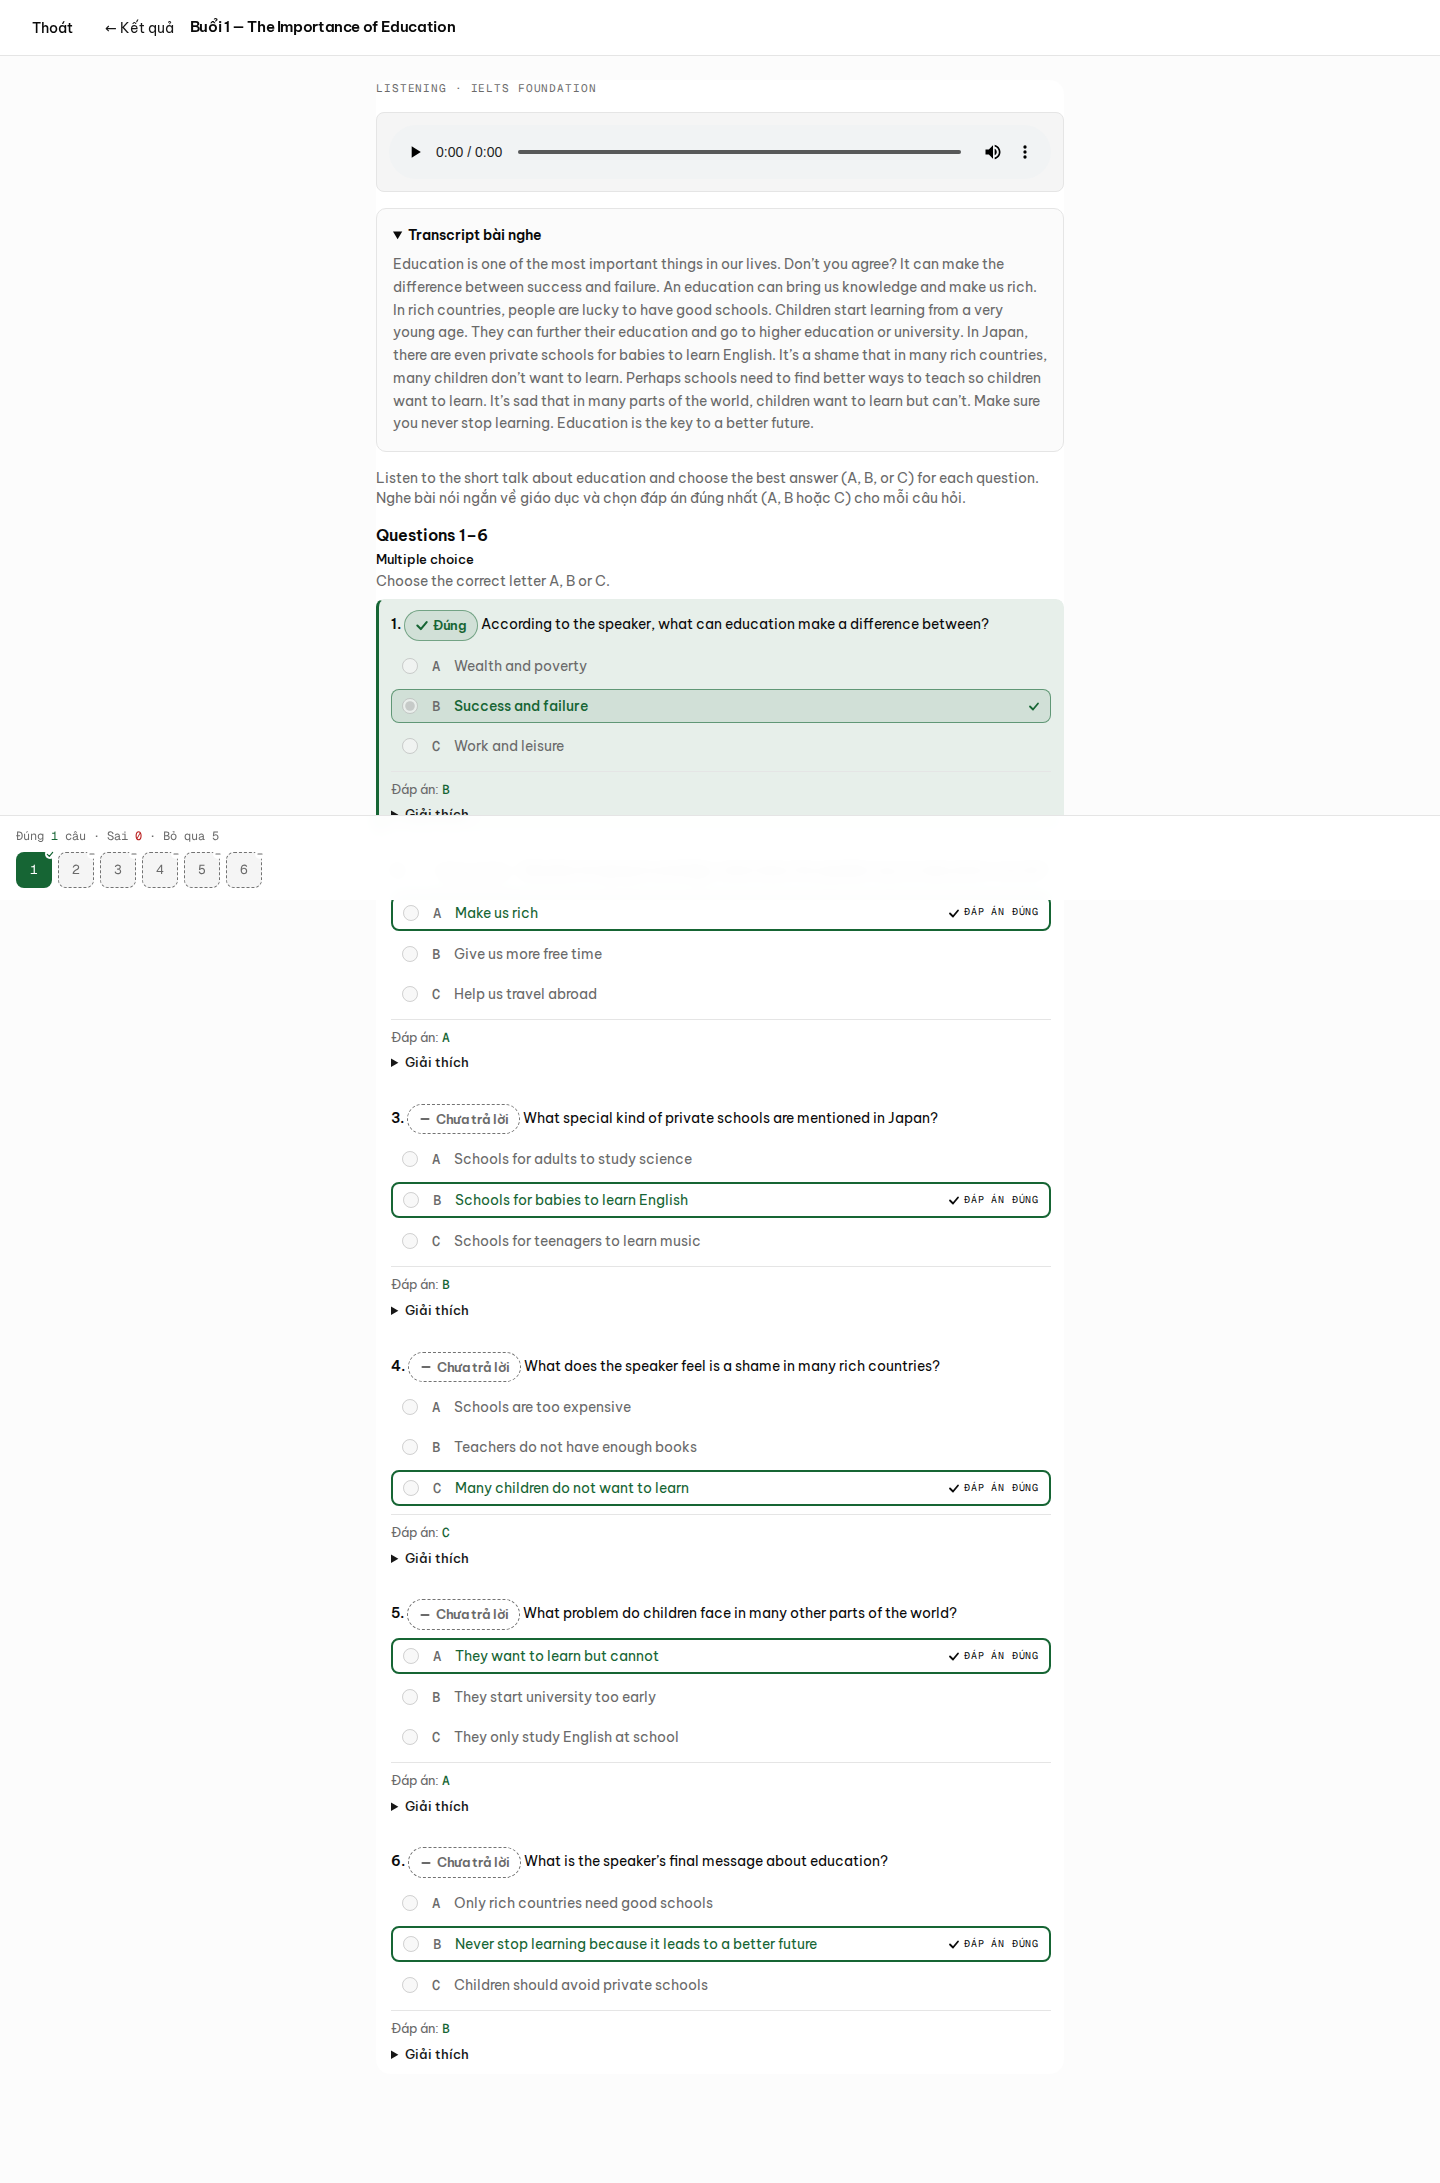 Thoát ← Kết quả Buổi 1 — The Importance of Education
LISTENING · IELTS FOUNDATION
0:00 / 0:00
▼ Transcript bài nghe
Education is one of the most important things in our lives. Don’t you agree? It can make the
difference between success and failure. An education can bring us knowledge and make us rich.
In rich countries, people are lucky to have good schools. Children start learning from a very
young age. They can further their education and go to higher education or university. In Japan,
there are even private schools for babies to learn English. It’s a shame that in many rich countries,
many children don’t want to learn. Perhaps schools need to find better ways to teach so children
want to learn. It’s sad that in many parts of the world, children want to learn but can’t. Make sure
you never stop learning. Education is the key to a better future.
Listen to the short talk about education and choose the best answer (A, B, or C) for each question.
Nghe bài nói ngắn về giáo dục và chọn đáp án đúng nhất (A, B hoặc C) cho mỗi câu hỏi.
Questions 1–6
Multiple choice
Choose the correct letter A, B or C.
1. ✓ Đúng According to the speaker, what can education make a difference between?
A Wealth and poverty
B Success and failure ✓
C Work and leisure
Đáp án: B
▶ Giải thích
Đúng 1 câu · Sai 0 · Bỏ qua 5
1 2 3 4 5 6
A Make us rich ✓ ĐÁP ÁN ĐÚNG
B Give us more free time
C Help us travel abroad
Đáp án: A
▶ Giải thích
3. — Chưa trả lời What special kind of private schools are mentioned in Japan?
A Schools for adults to study science
B Schools for babies to learn English ✓ ĐÁP ÁN ĐÚNG
C Schools for teenagers to learn music
Đáp án: B
▶ Giải thích
4. — Chưa trả lời What does the speaker feel is a shame in many rich countries?
A Schools are too expensive
B Teachers do not have enough books
C Many children do not want to learn ✓ ĐÁP ÁN ĐÚNG
Đáp án: C
▶ Giải thích
5. — Chưa trả lời What problem do children face in many other parts of the world?
A They want to learn but cannot ✓ ĐÁP ÁN ĐÚNG
B They start university too early
C They only study English at school
Đáp án: A
▶ Giải thích
6. — Chưa trả lời What is the speaker’s final message about education?
A Only rich countries need good schools
B Never stop learning because it leads to a better future ✓ ĐÁP ÁN ĐÚNG
C Children should avoid private schools
Đáp án: B
▶ Giải thích